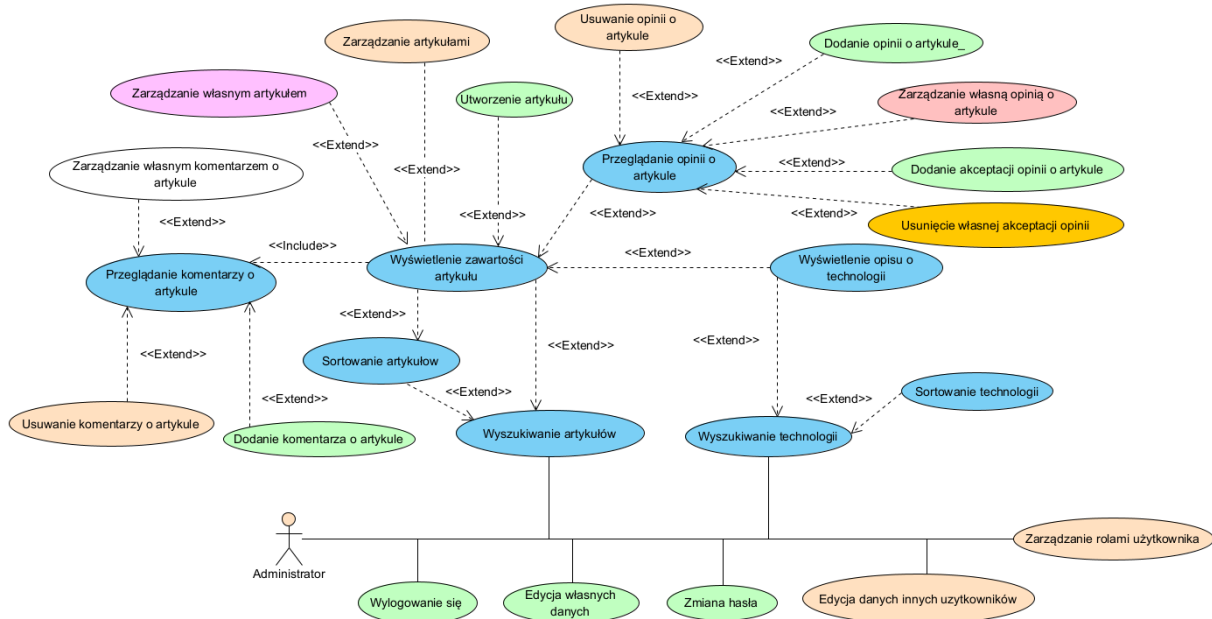 Usuwanie opinii o
artykule
Zarządzanie artykułami
Dodanie opinii o artykule_
<<Extend>>
Zarządzanie własnym artykułem
Utworzenie artykułu
<<Extend>>
Zarządzanie własną opinią o
artykule
<<Extend>>
<<Extend>>
<<Extend>>
Zarządzanie własnym komentarzem o
artykule
Przeglądanie opinii o
artykule
<<Extend>>
Dodanie akceptacji opinii o artykule
<<Extend>>
<<Extend>>
<<Extend>>
<<Extend>>
<<Extend>>
Usunięcie własnej akceptacji opinii
<<Include>>
<<Extend>>
Przeglądanie komentarzy o
artykule
Wyświetlenie zawartości
artykułu
Wyświetlenie opisu o
technologii
<<Extend>>
<<Extend>>
<<Extend>>
<<Extend>>
Sortowanie artykułow
<<Extend>>
Sortowanie technologii
<<Extend>>
<<Extend>>
Usuwanie komentarzy o artykule
Dodanie komentarza o artykule
Wyszukiwanie artykułów
Wyszukiwanie technologii
Zarządzanie rolami użytkownika
Administrator
Wylogowanie się
Edycja własnych
danych
Zmiana hasła
Edycja danych innych uzytkowników